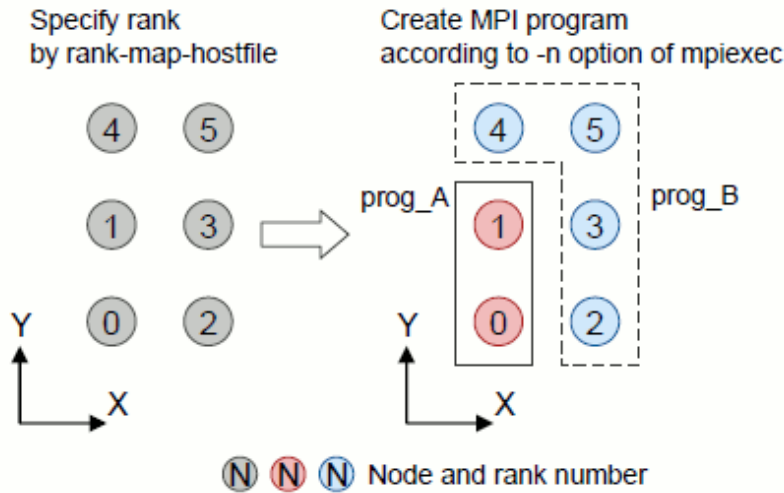 Specify rank
by rank-map-hostfile
Create MPI program
according to -n option of mpiexec
4 5
1 3
0 2
Y
X
4 5
prog_A 1 3 prog_B
0 2
Y
X
N N N Node and rank number